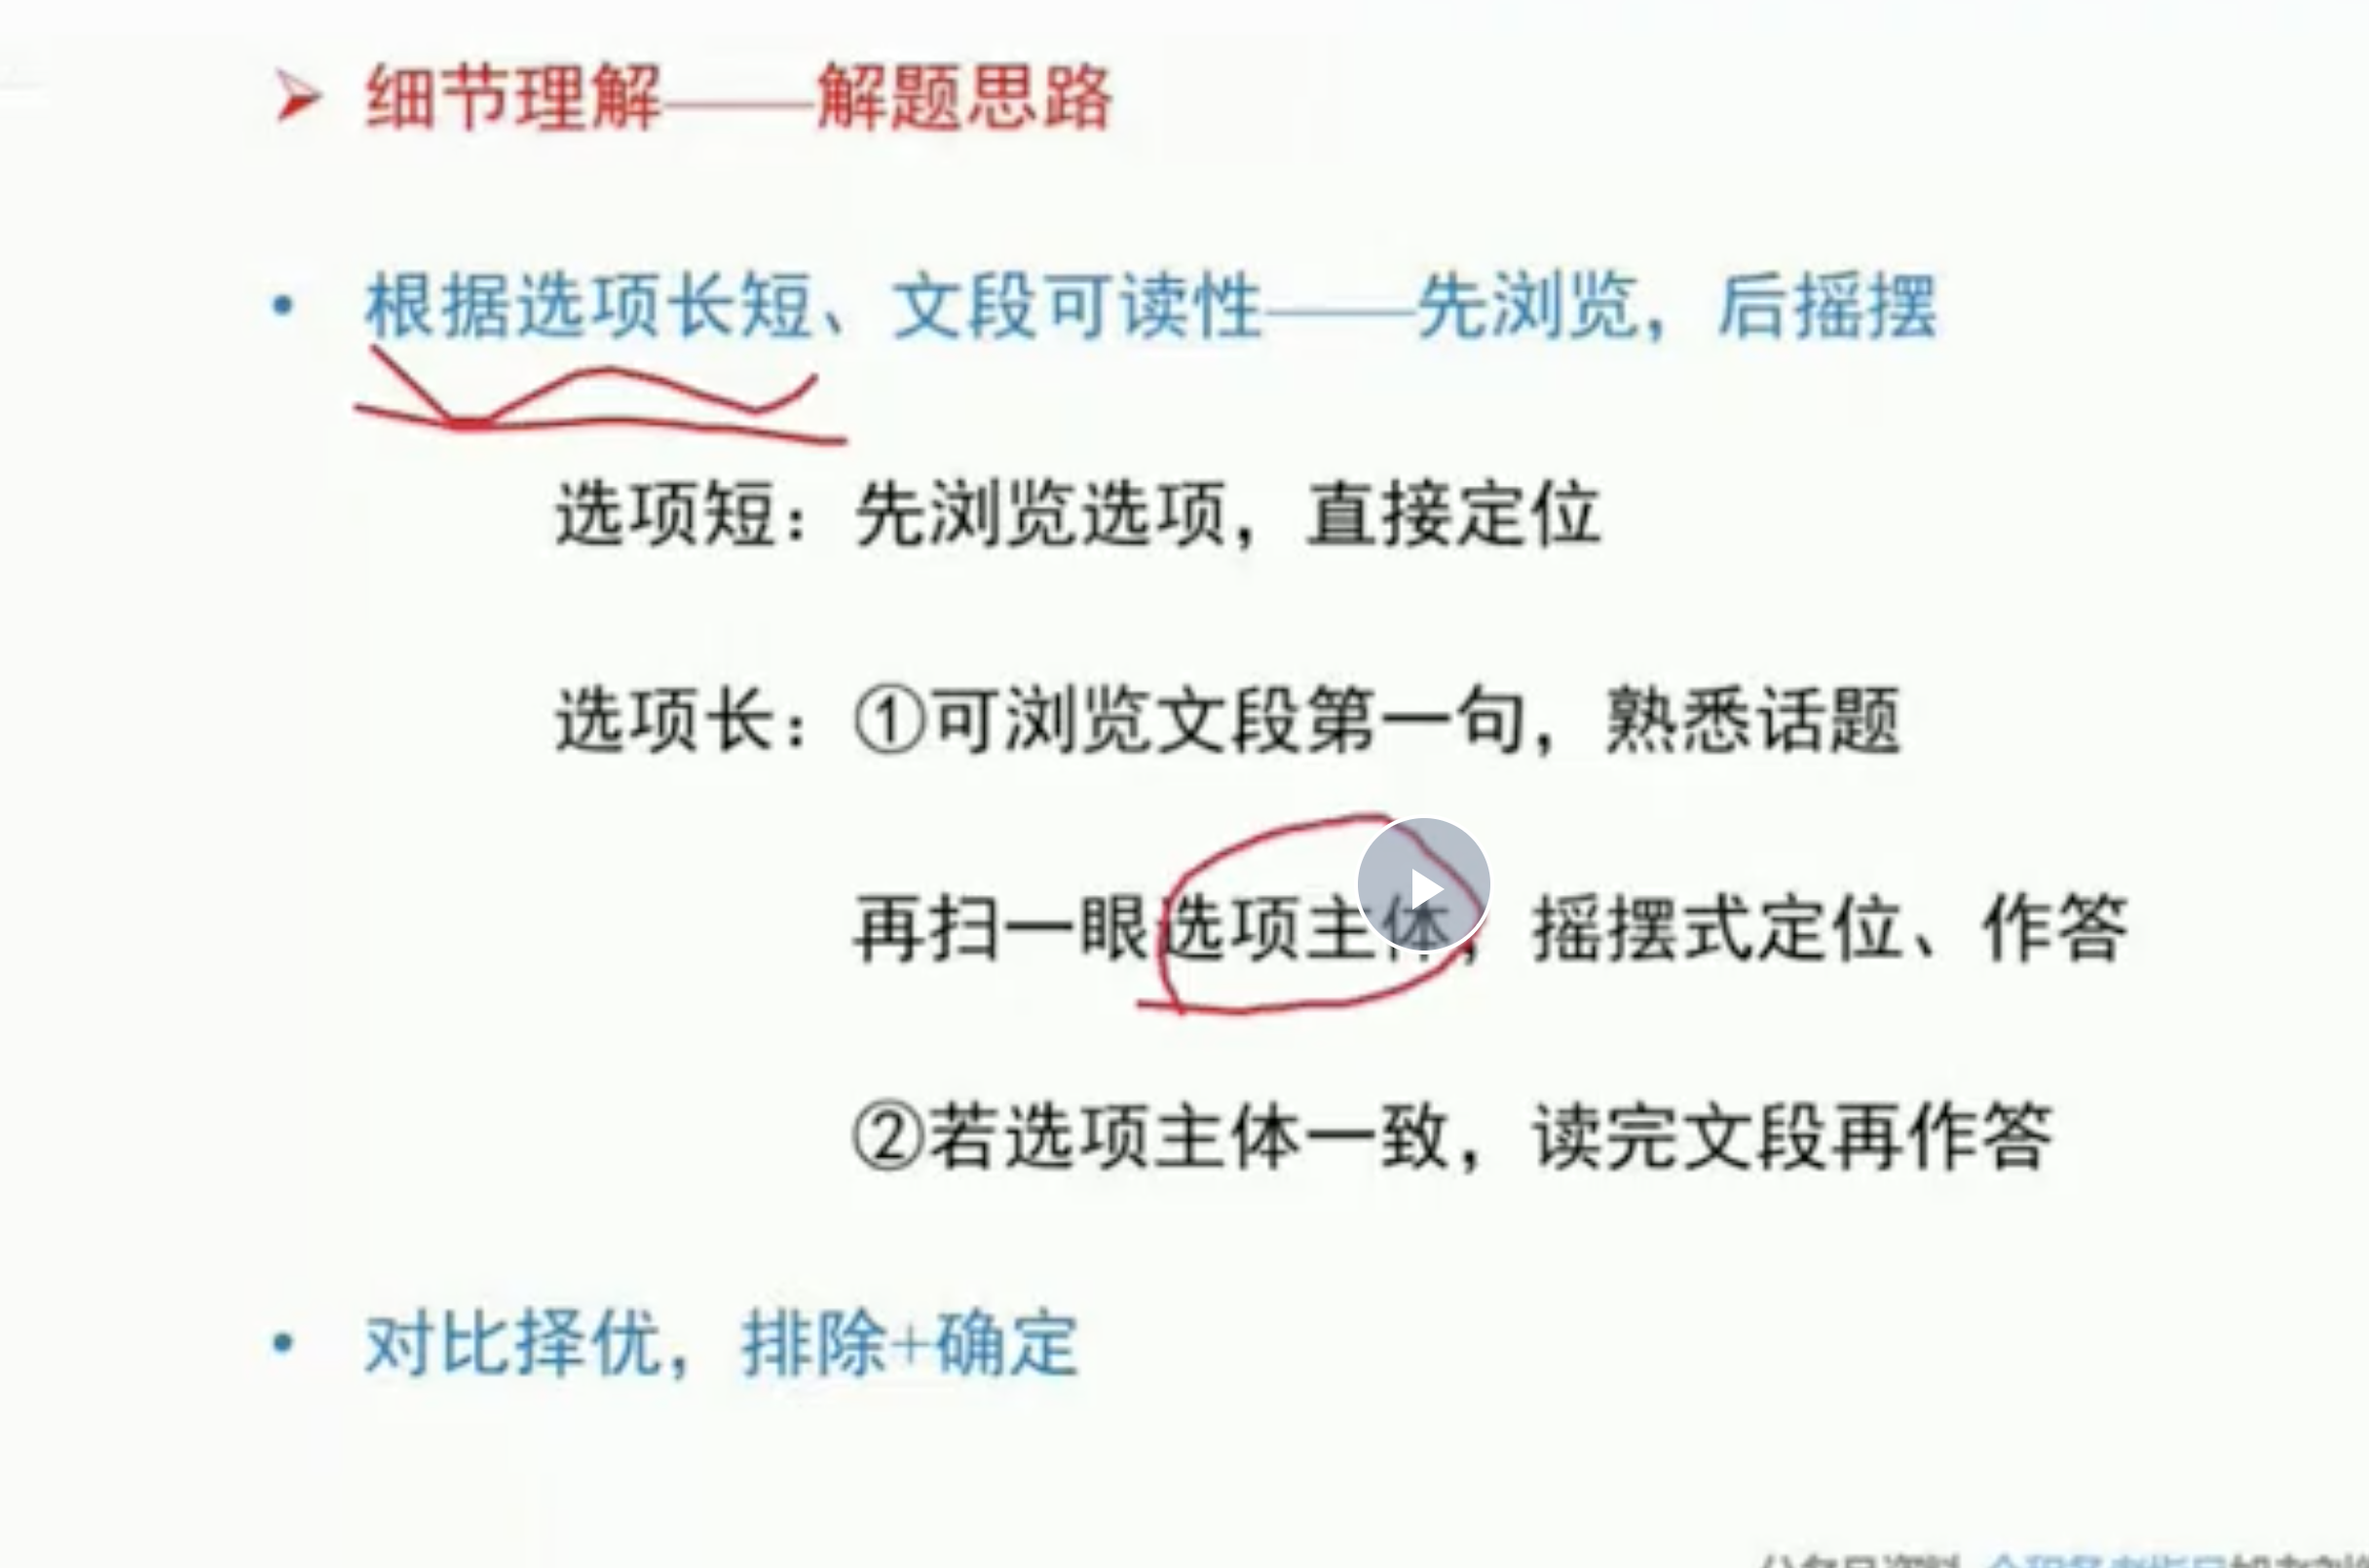 细节理解——解题思路
根据选项长短、文段可读性——先浏览，后摇摆
选项短：先浏览选项，直接定位
选项长：①可浏览文段第一句，熟悉话题
再扫一眼选项主体，摇摆式定位、作答
②若选项主体一致，读完文段再作答
对比择优，排除+确定